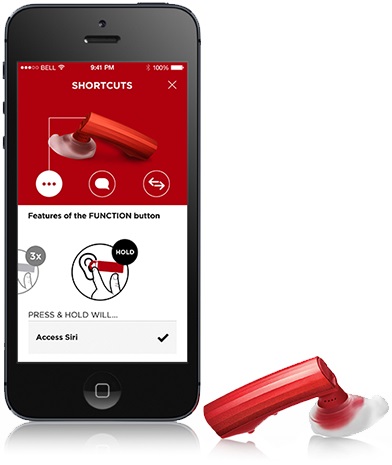 BELL 9:41 PM 100%
SHORTCUTS
Features of the FUNCTION button
3x
HOLD
PRESS & HOLD WILL...
Access Siri